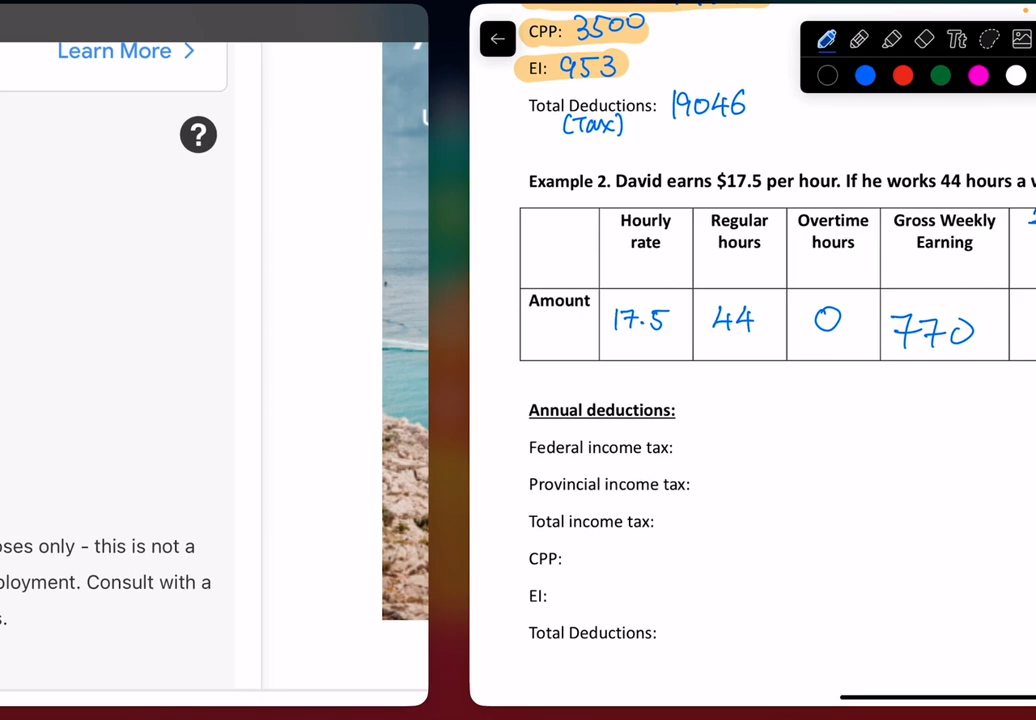 Learn More >
?
oses only - this is not a
ployment. Consult with a
s.
CPP: 3500
EI: 953
Total Deductions: 19046
(Tax)
Tt
Example 2. David earns $17.5 per hour. If he works 44 hours a
Hourly rate Regular hours Overtime hours Gross Weekly Earning
Amount 17.5 44 0 770
Annual deductions:
Federal income tax:
Provincial income tax:
Total income tax:
CPP:
EI:
Total Deductions: